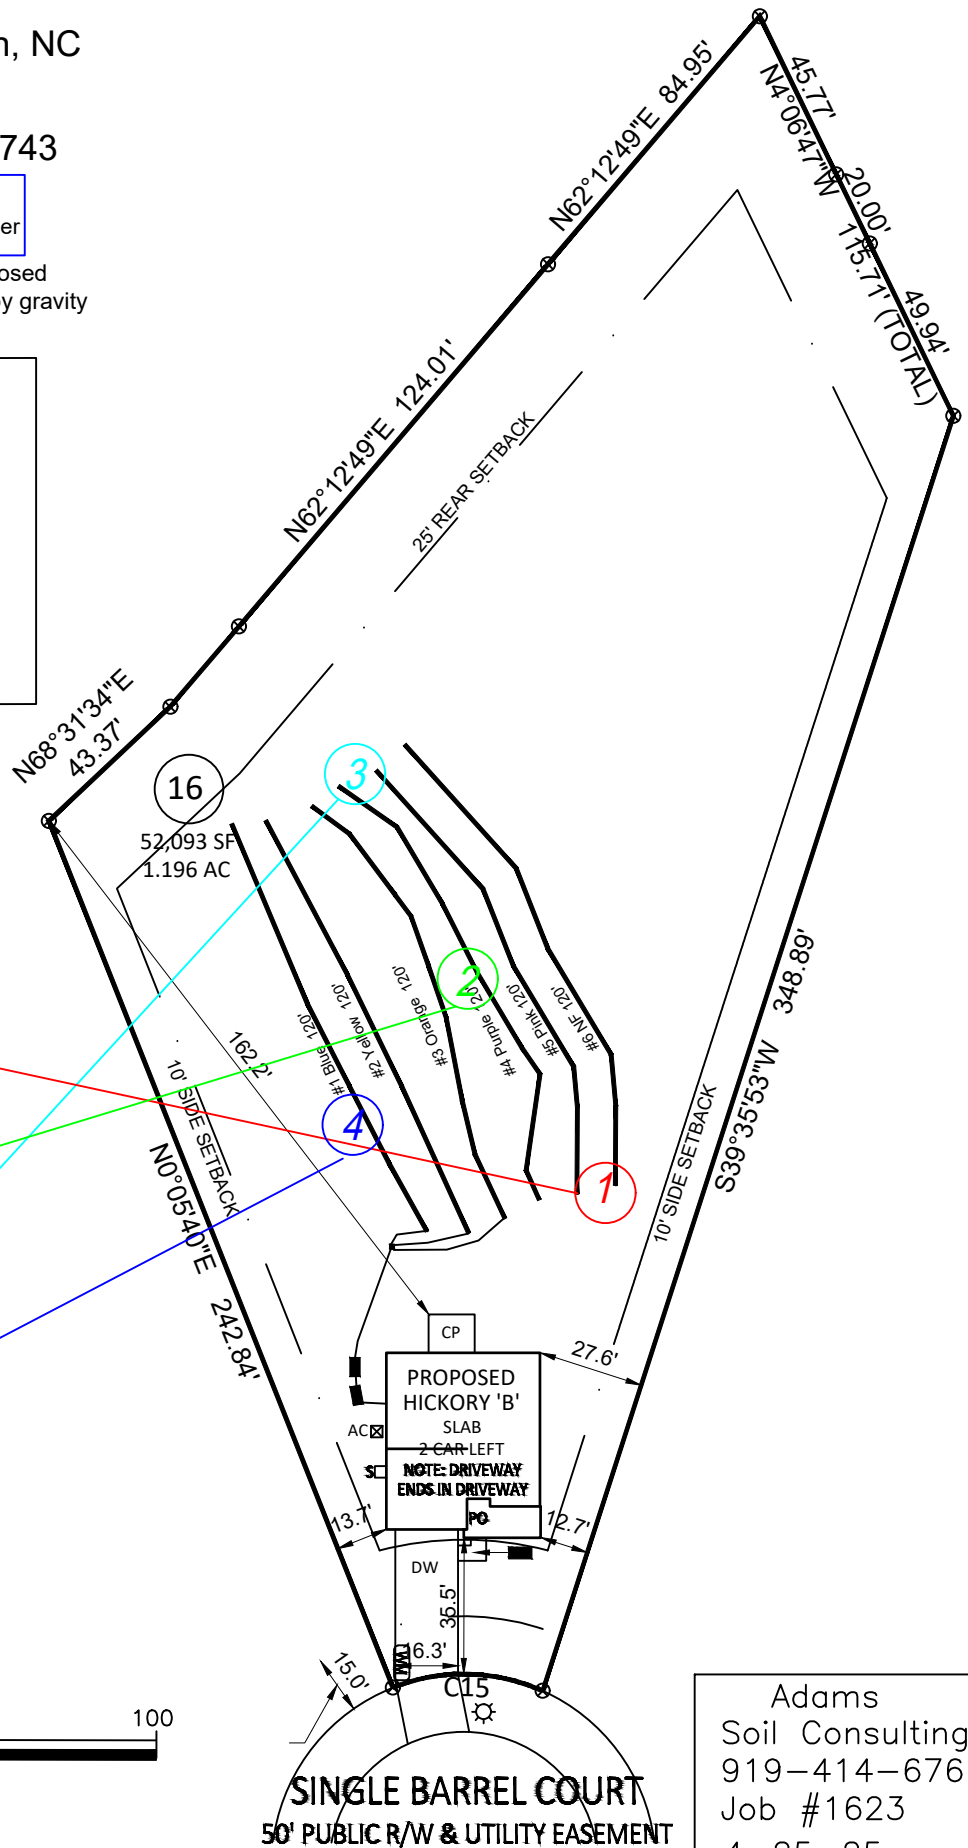 , NC
743
er
osed
y gravity
N62°12'49"E 84.95'
45.77'
N4°06'47"W
20.00'
115.71' (TOTAL)
49.94'
N62°12'49"E 124.01'
25' REAR SETBACK
N68°31'34"E
43.37'
16
52,093 SF
1.196 AC
3
2
4
1
#1 Blue 120'
#2 Yellow 120'
#3 Orange 120'
#4 Purple 120'
#5 Pink 120'
#6 NF 120'
162.2'
10' SIDE SETBACK
N0°05'40"E 242.84'
S39°35'53"W 348.89'
10' SIDE SETBACK
CP
27.6'
PROPOSED
HICKORY 'B'
SLAB
2 CAR LEFT
NOTE: DRIVEWAY
ENDS IN DRIVEWAY
AC
S
PO
13.7'
12.7'
DW
35.5'
16.3'
WM
15.0'
C15
100
SINGLE BARREL COURT
50' PUBLIC R/W & UTILITY EASEMENT
Adams
Soil Consulting
919-414-676
Job #1623